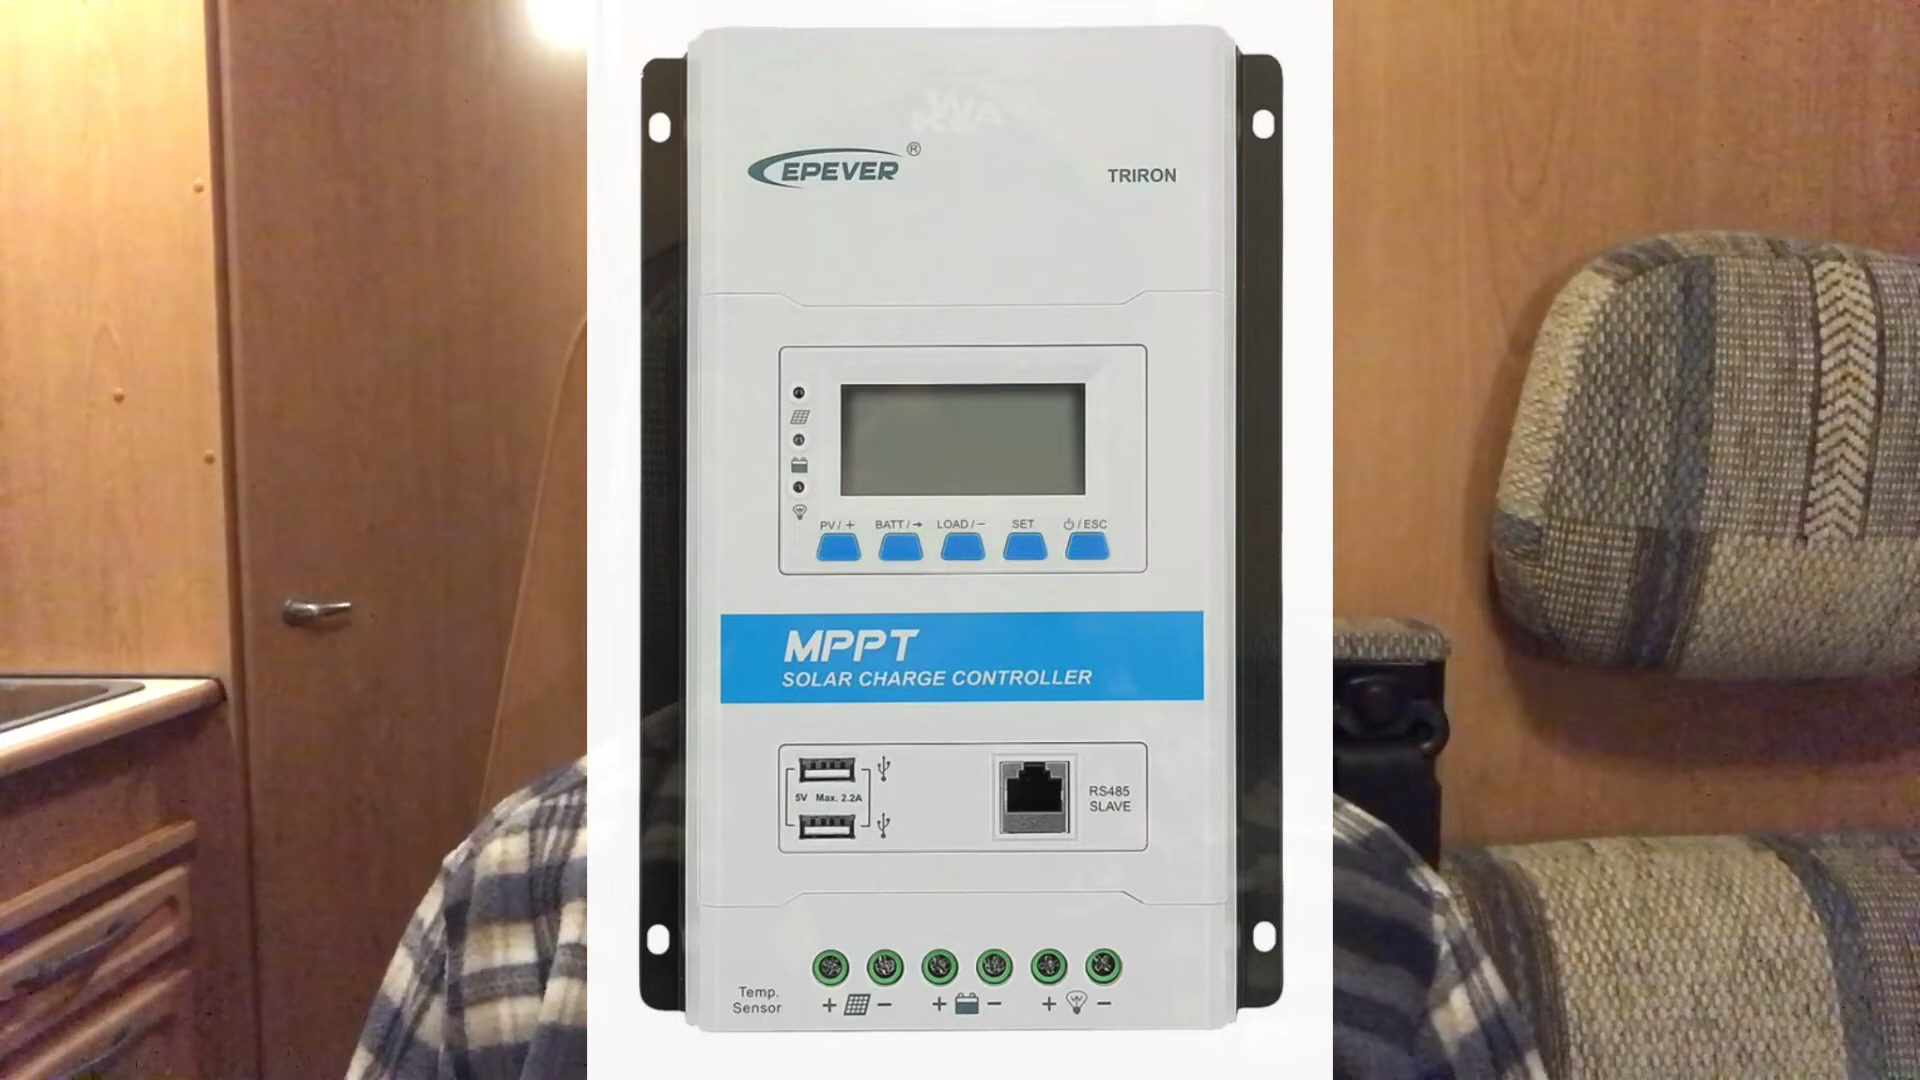 EPEVER®
TRIRON
PV / + BATT / → LOAD / − SET ⏻ / ESC
MPPT
SOLAR CHARGE CONTROLLER
5V Max. 2.2A
RS485
SLAVE
Temp.
Sensor
+ − + − + −